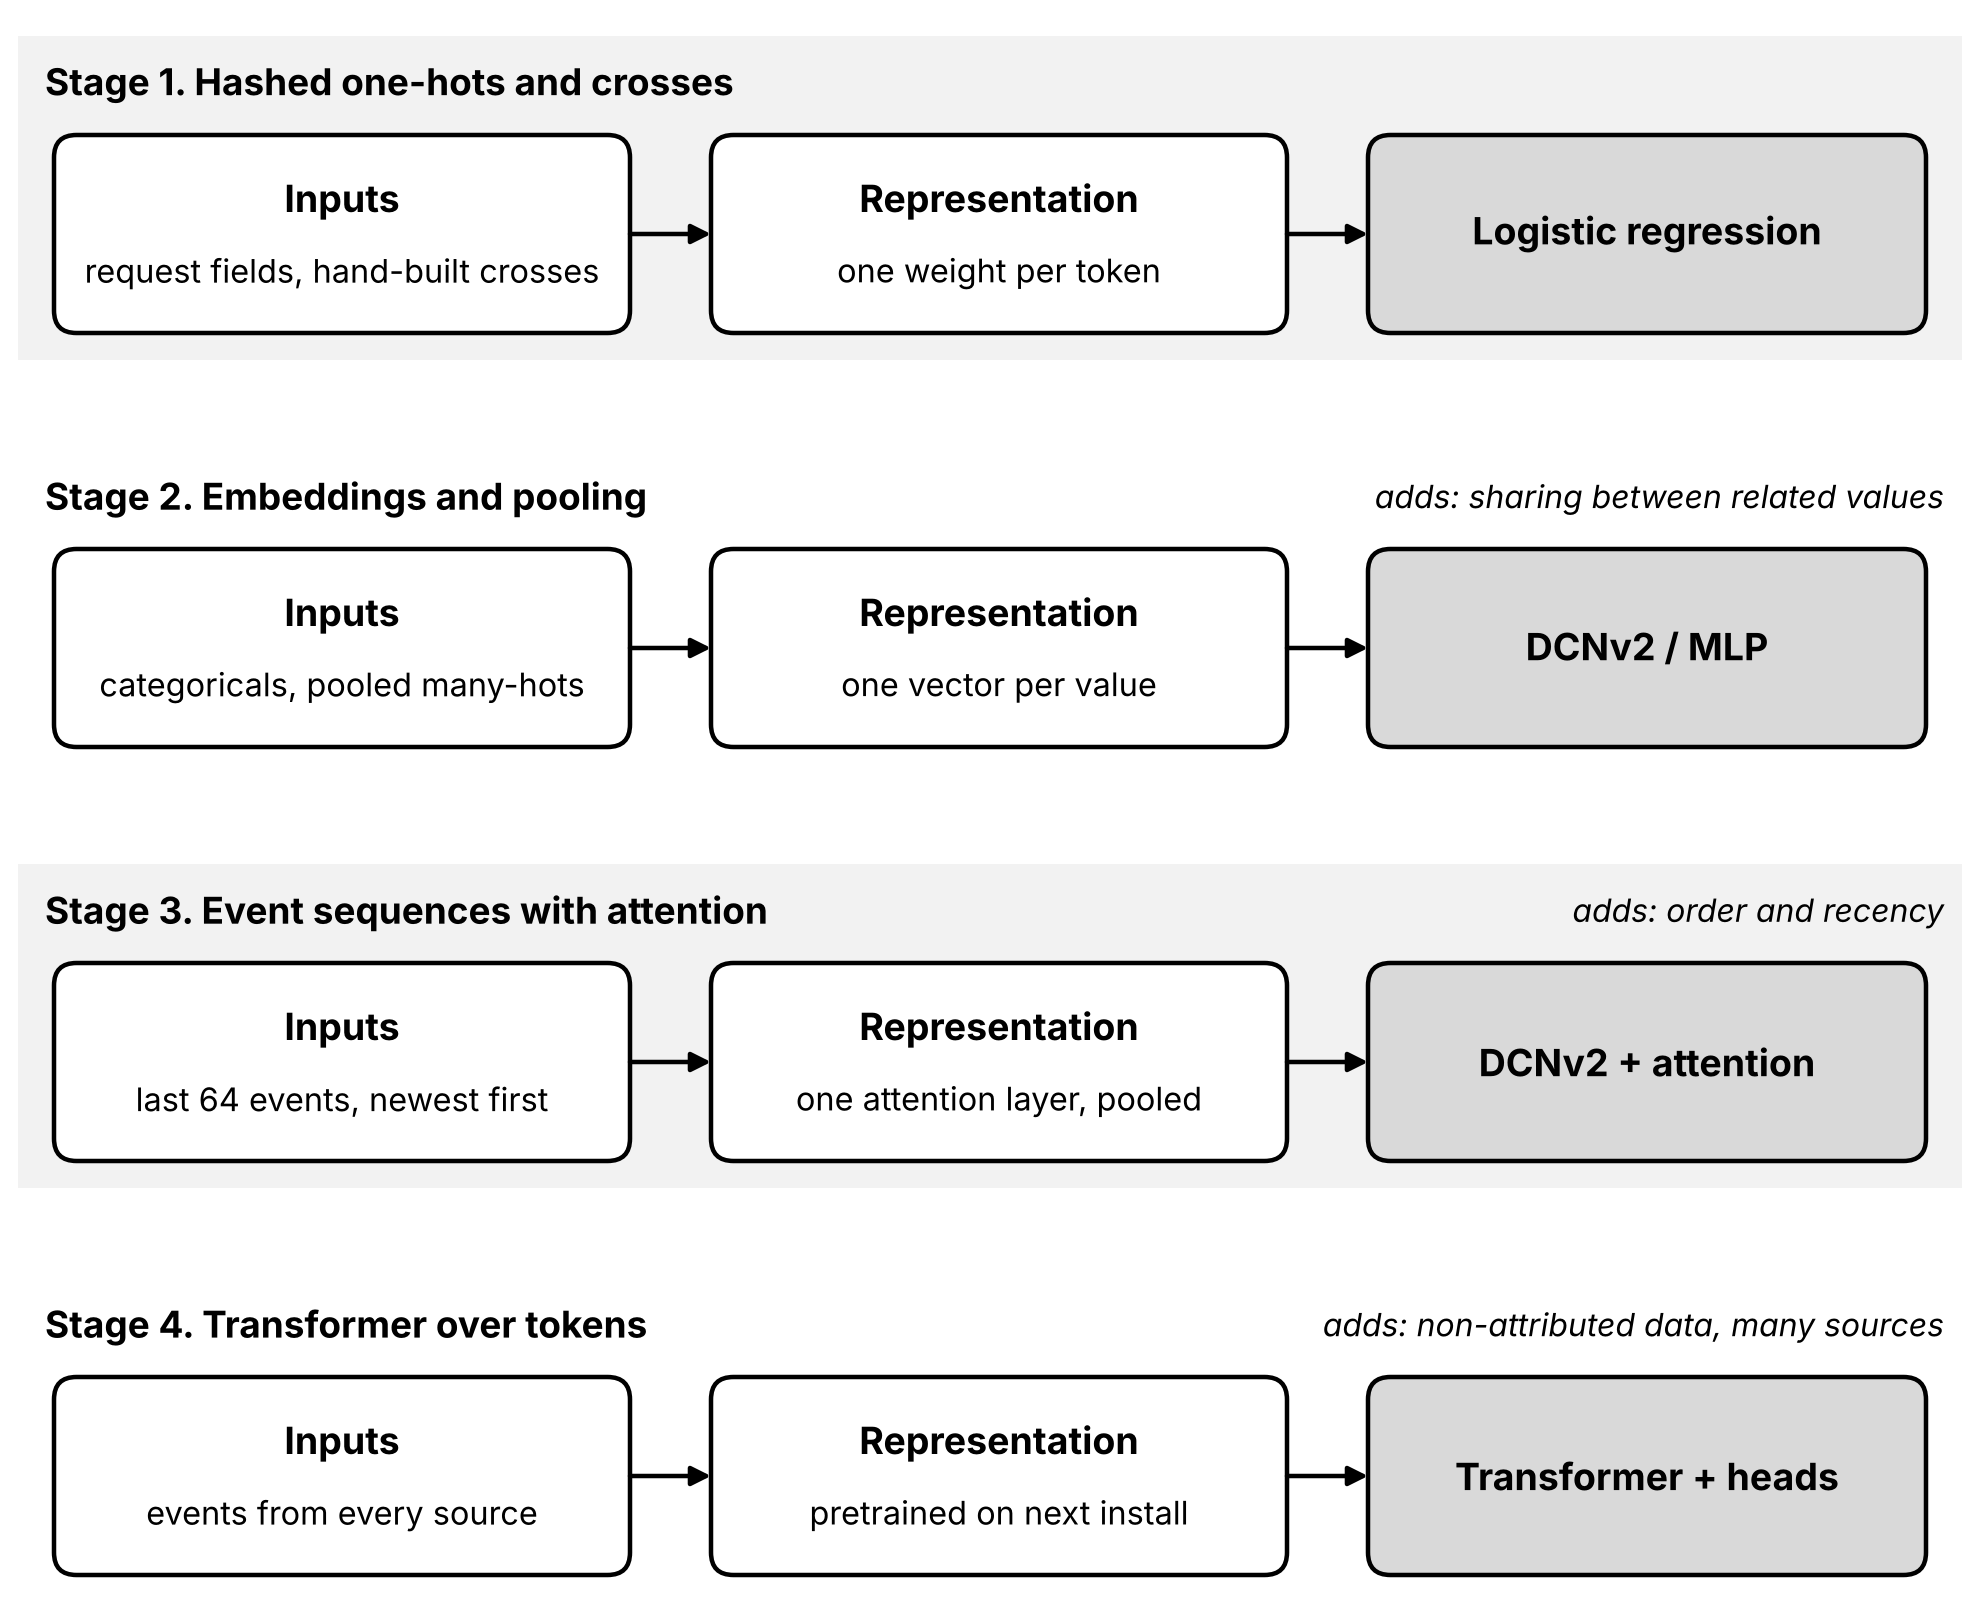 Stage 1. Hashed one-hots and crosses
Inputs
request fields, hand-built crosses
Representation
one weight per token
Logistic regression
Stage 2. Embeddings and pooling
adds: sharing between related values
Inputs
categoricals, pooled many-hots
Representation
one vector per value
DCNv2 / MLP
Stage 3. Event sequences with attention
adds: order and recency
Inputs
last 64 events, newest first
Representation
one attention layer, pooled
DCNv2 + attention
Stage 4. Transformer over tokens
adds: non-attributed data, many sources
Inputs
events from every source
Representation
pretrained on next install
Transformer + heads